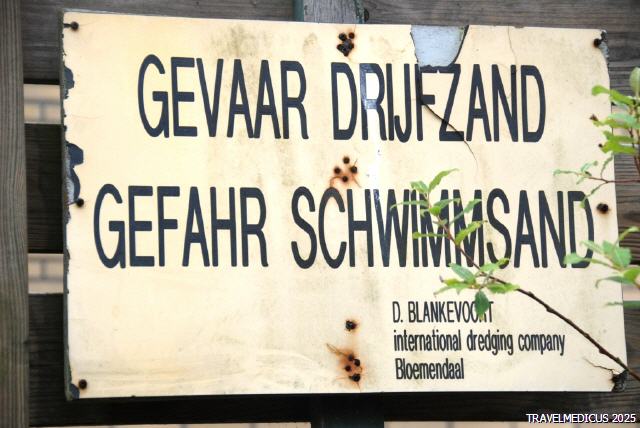 GEVAAR DRIJFZAND
GEFAHR SCHWIMMSAND
D. BLANKEVOORT
international dredging company
Bloemendaal
TRAVELMEDICUS 2025